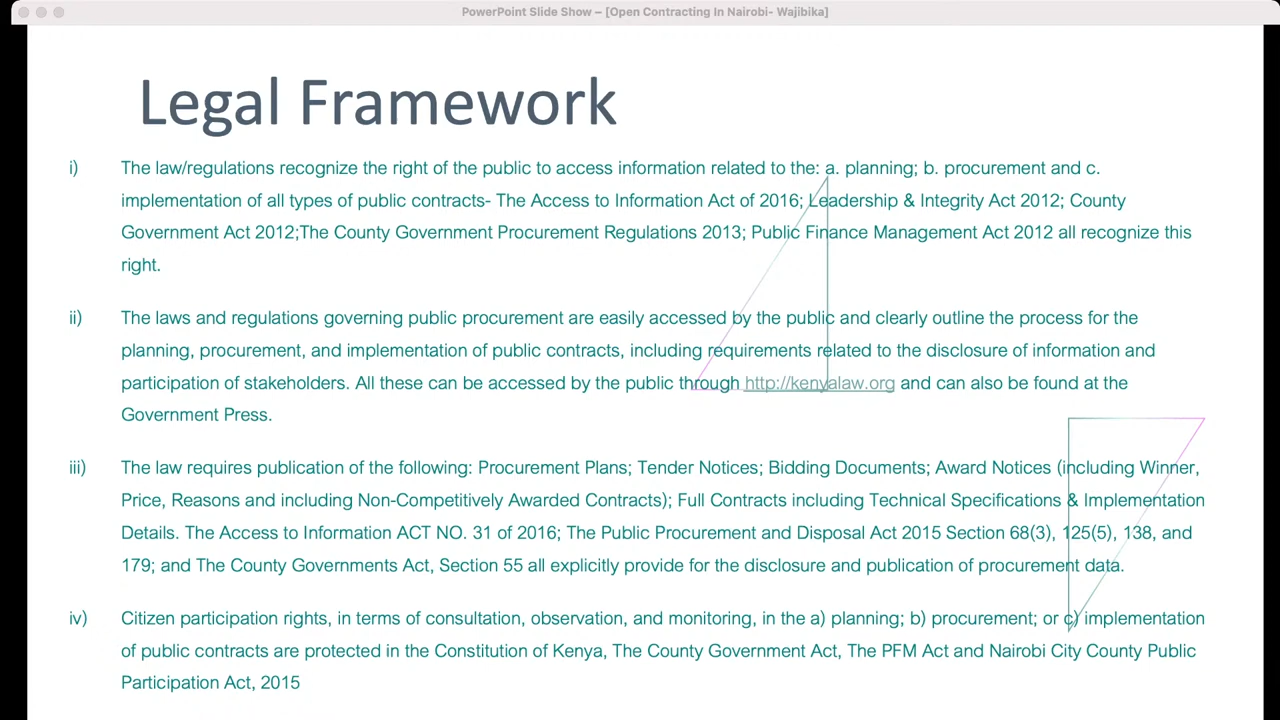 PowerPoint Slide Show – [Open Contracting In Nairobi- Wajibika]
Legal Framework
i) The law/regulations recognize the right of the public to access information related to the: a. planning; b. procurement and c.
implementation of all types of public contracts- The Access to Information Act of 2016; Leadership & Integrity Act 2012; County
Government Act 2012;The County Government Procurement Regulations 2013; Public Finance Management Act 2012 all recognize this
right.
ii) The laws and regulations governing public procurement are easily accessed by the public and clearly outline the process for the
planning, procurement, and implementation of public contracts, including requirements related to the disclosure of information and
participation of stakeholders. All these can be accessed by the public through http://kenyalaw.org and can also be found at the
Government Press.
iii) The law requires publication of the following: Procurement Plans; Tender Notices; Bidding Documents; Award Notices (including Winner,
Price, Reasons and including Non-Competitively Awarded Contracts); Full Contracts including Technical Specifications & Implementation
Details. The Access to Information ACT NO. 31 of 2016; The Public Procurement and Disposal Act 2015 Section 68(3), 125(5), 138, and
179; and The County Governments Act, Section 55 all explicitly provide for the disclosure and publication of procurement data.
iv) Citizen participation rights, in terms of consultation, observation, and monitoring, in the a) planning; b) procurement; or c) implementation
of public contracts are protected in the Constitution of Kenya, The County Government Act, The PFM Act and Nairobi City County Public
Participation Act, 2015